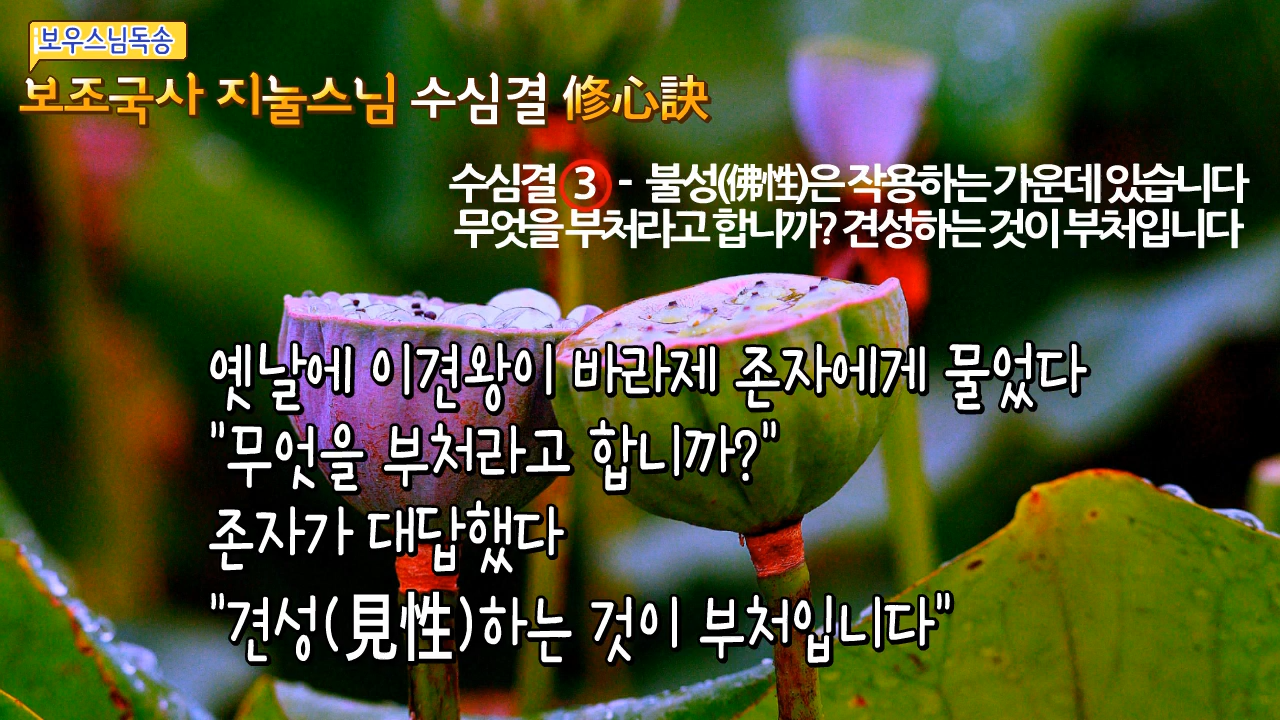 보우스님독송
보조국사 지눌스님 수심결 修心訣
수심결 ③ - 불성(佛性)은 작용하는 가운데 있습니다
무엇을 부처라고 합니까? 견성하는 것이 부처입니다
옛날에 이견왕이 바라제 존자에게 물었다
"무엇을 부처라고 합니까?"
존자가 대답했다
"견성(見性)하는 것이 부처입니다"